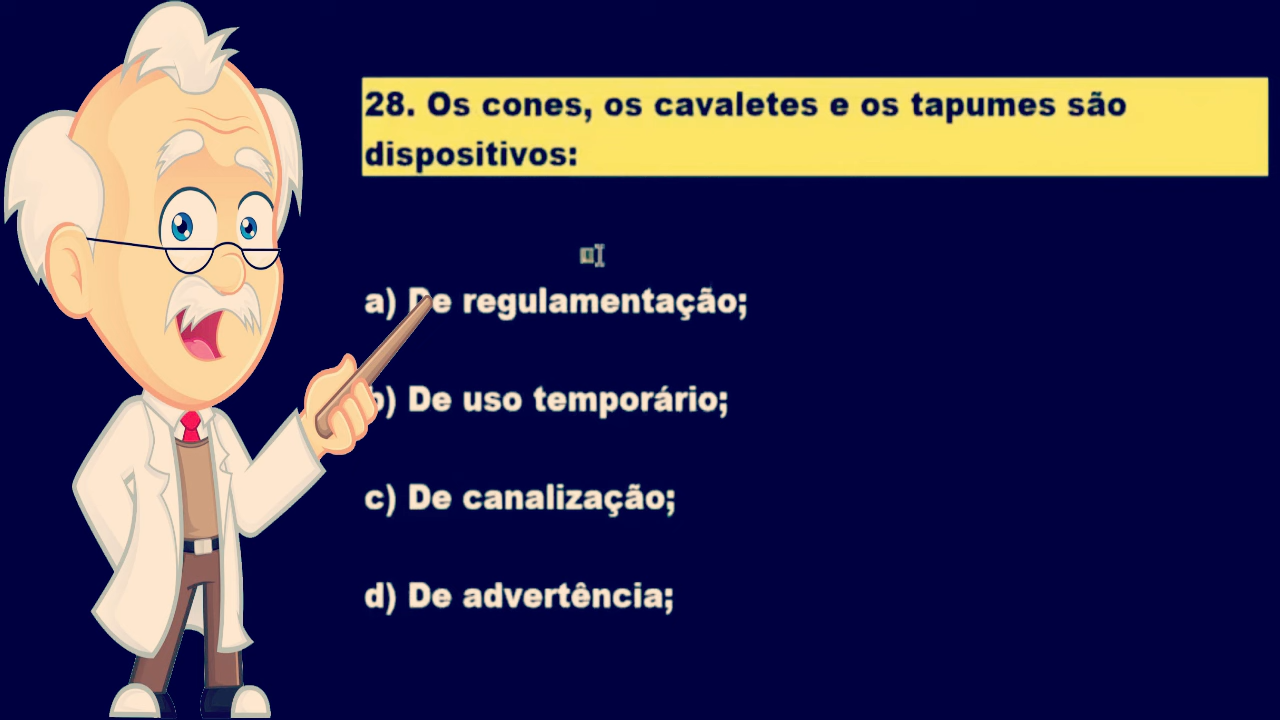 28. Os cones, os cavaletes e os tapumes são
dispositivos:
a) De regulamentação;
b) De uso temporário;
c) De canalização;
d) De advertência;